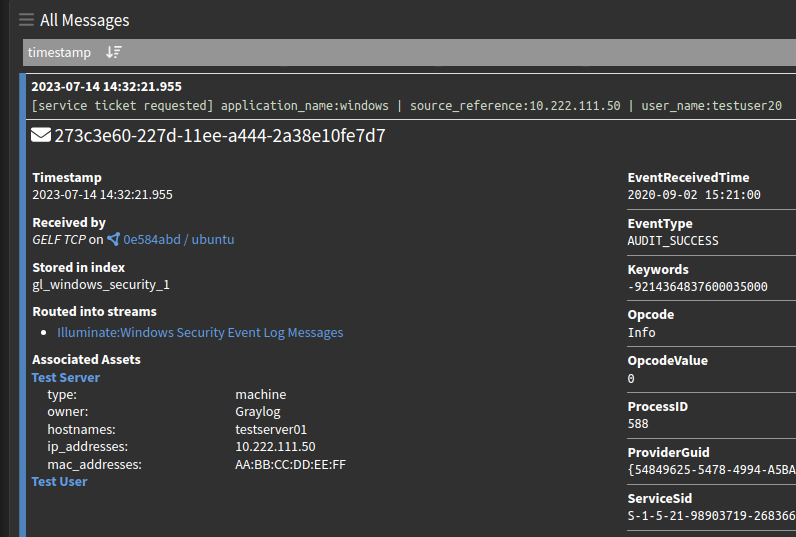 All Messages
timestamp
2023-07-14 14:32:21.955
[service ticket requested] application_name:windows | source_reference:10.222.111.50 | user_name:testuser20
273c3e60-227d-11ee-a444-2a38e10fe7d7
Timestamp
2023-07-14 14:32:21.955
Received by
GELF TCP on 0e584abd / ubuntu
Stored in index
gl_windows_security_1
Routed into streams
• Illuminate:Windows Security Event Log Messages
Associated Assets
Test Server
type: machine
owner: Graylog
hostnames: testserver01
ip_addresses: 10.222.111.50
mac_addresses: AA:BB:CC:DD:EE:FF
Test User
EventReceivedTime
2020-09-02 15:21:00
EventType
AUDIT_SUCCESS
Keywords
-9214364837600035000
Opcode
Info
OpcodeValue
0
ProcessID
588
ProviderGuid
{54849625-5478-4994-A5BA
ServiceSid
S-1-5-21-98903719-268366